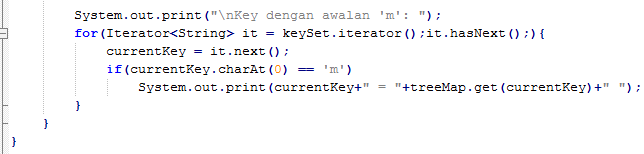 System.out.print("\nKey dengan awalan 'm': ");
for(Iterator<String> it = keySet.iterator();it.hasNext();){
currentKey = it.next();
if(currentKey.charAt(0) == 'm')
System.out.print(currentKey+" = "+treeMap.get(currentKey)+" ");
}
}
}